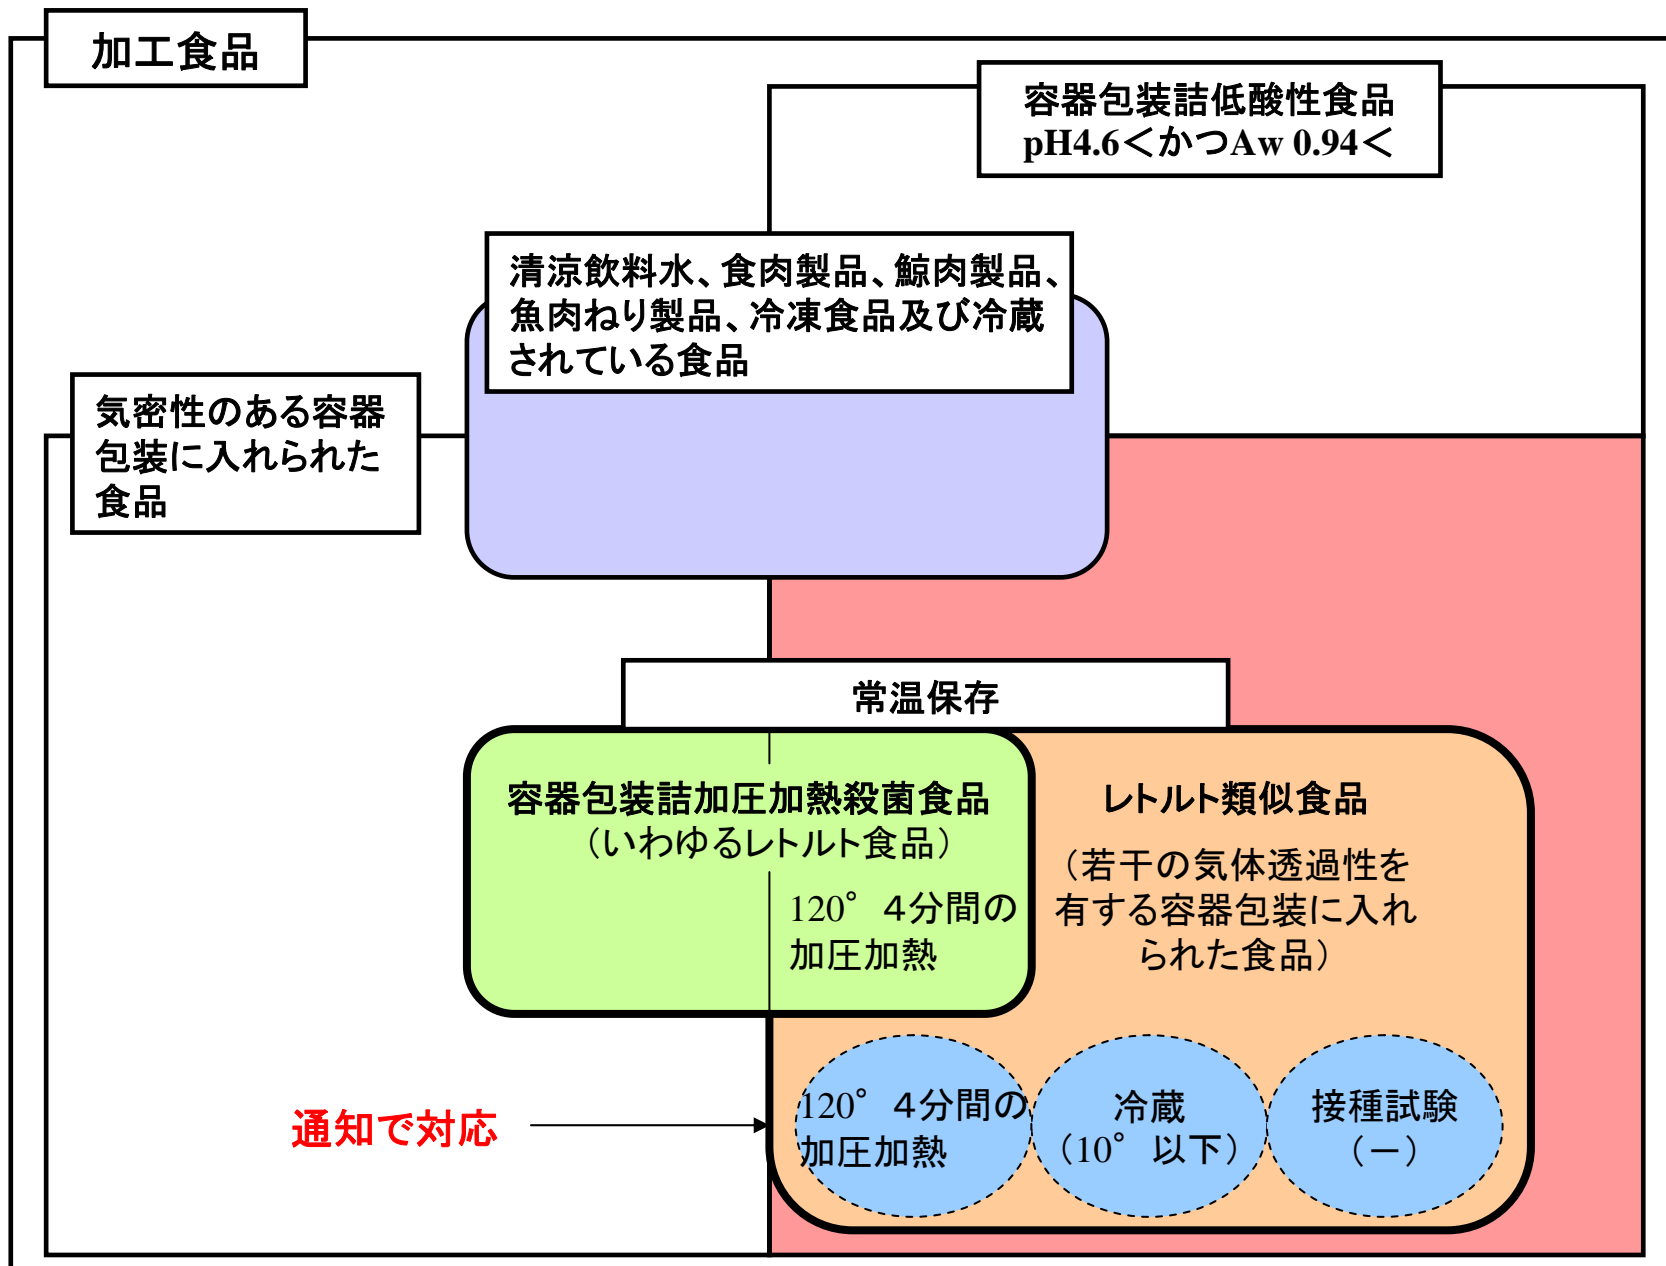 加工食品
容器包装詰低酸性食品
pH4.6＜かつAw 0.94＜
清涼飲料水、食肉製品、鯨肉製品、
魚肉ねり製品、冷凍食品及び冷蔵
されている食品
気密性のある容器
包装に入れられた
食品
常温保存
容器包装詰加圧加熱殺菌食品
（いわゆるレトルト食品）
120°４分間の
加圧加熱
レトルト類似食品
（若干の気体透過性を
有する容器包装に入れ
られた食品）
通知で対応
120°４分間の
加圧加熱
冷蔵
（10°以下）
接種試験
（－）